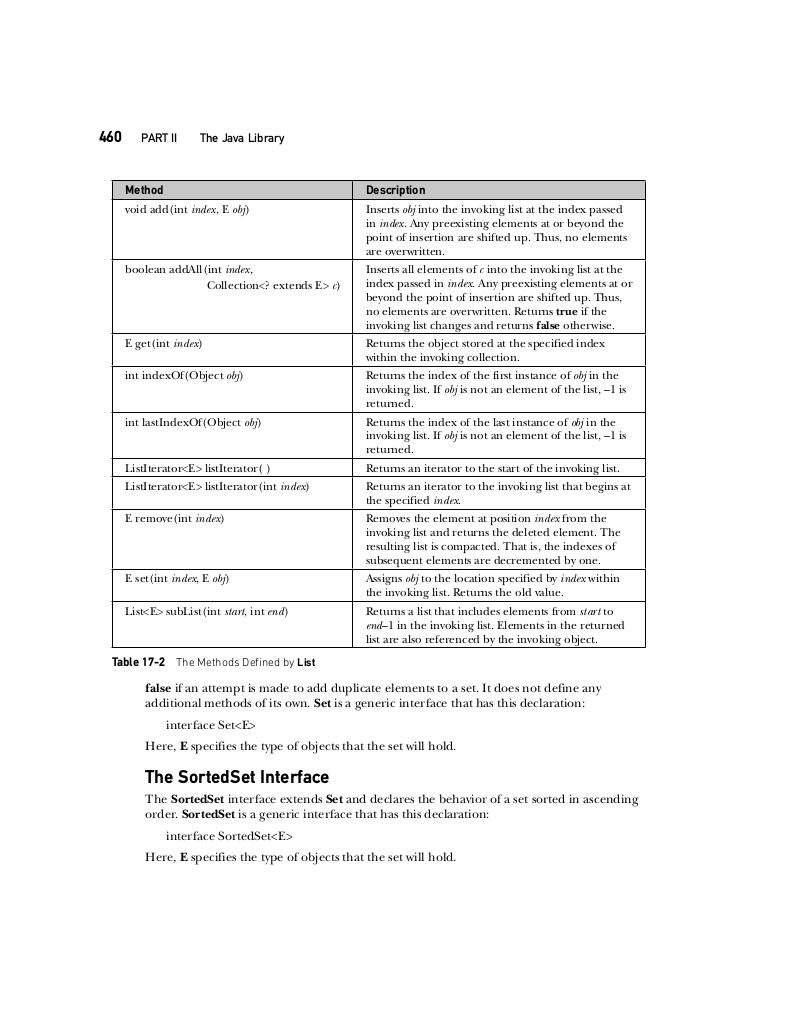 460 PART II The Java Library
Method Description
void add(int index, E obj) Inserts obj into the invoking list at the index passed
in index. Any preexisting elements at or beyond the
point of insertion are shifted up. Thus, no elements
are overwritten.
boolean addAll(int index, Inserts all elements of c into the invoking list at the
Collection<? extends E> c) index passed in index. Any preexisting elements at or
beyond the point of insertion are shifted up. Thus,
no elements are overwritten. Returns true if the
invoking list changes and returns false otherwise.
E get(int index) Returns the object stored at the specified index
within the invoking collection.
int indexOf(Object obj) Returns the index of the first instance of obj in the
invoking list. If obj is not an element of the list, –1 is
returned.
int lastIndexOf(Object obj) Returns the index of the last instance of obj in the
invoking list. If obj is not an element of the list, –1 is
returned.
ListIterator<E> listIterator( ) Returns an iterator to the start of the invoking list.
ListIterator<E> listIterator(int index) Returns an iterator to the invoking list that begins at
the specified index.
E remove(int index) Removes the element at position index from the
invoking list and returns the deleted element. The
resulting list is compacted. That is, the indexes of
subsequent elements are decremented by one.
E set(int index, E obj) Assigns obj to the location specified by index within
the invoking list. Returns the old value.
List<E> subList(int start, int end) Returns a list that includes elements from start to
end–1 in the invoking list. Elements in the returned
list are also referenced by the invoking object.
Table 17-2 The Methods Defined by List
false if an attempt is made to add duplicate elements to a set. It does not define any
additional methods of its own. Set is a generic interface that has this declaration:
interface Set<E>
Here, E specifies the type of objects that the set will hold.
The SortedSet Interface
The SortedSet interface extends Set and declares the behavior of a set sorted in ascending
order. SortedSet is a generic interface that has this declaration:
interface SortedSet<E>
Here, E specifies the type of objects that the set will hold.